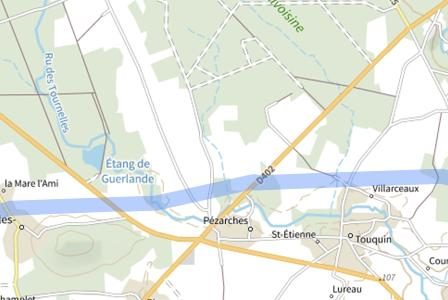 Ru des Tournelles
Étang de
Guerlande
la Mare l'Ami
D402
Villarceaux
Pézarches
St-Étienne
Touquin
107
Lureau